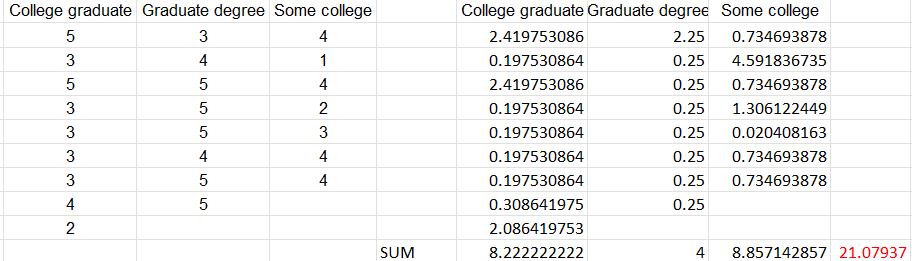 College graduate Graduate degree Some college College graduate Graduate degree Some college
5 3 4 2.419753086 2.25 0.734693878
3 4 1 0.197530864 0.25 4.591836735
5 5 4 2.419753086 0.25 0.734693878
3 5 2 0.197530864 0.25 1.306122449
3 5 3 0.197530864 0.25 0.020408163
3 4 4 0.197530864 0.25 0.734693878
3 5 4 0.197530864 0.25 0.734693878
4 5 0.308641975 0.25
2 2.086419753
SUM 8.222222222 4 8.857142857 21.07937